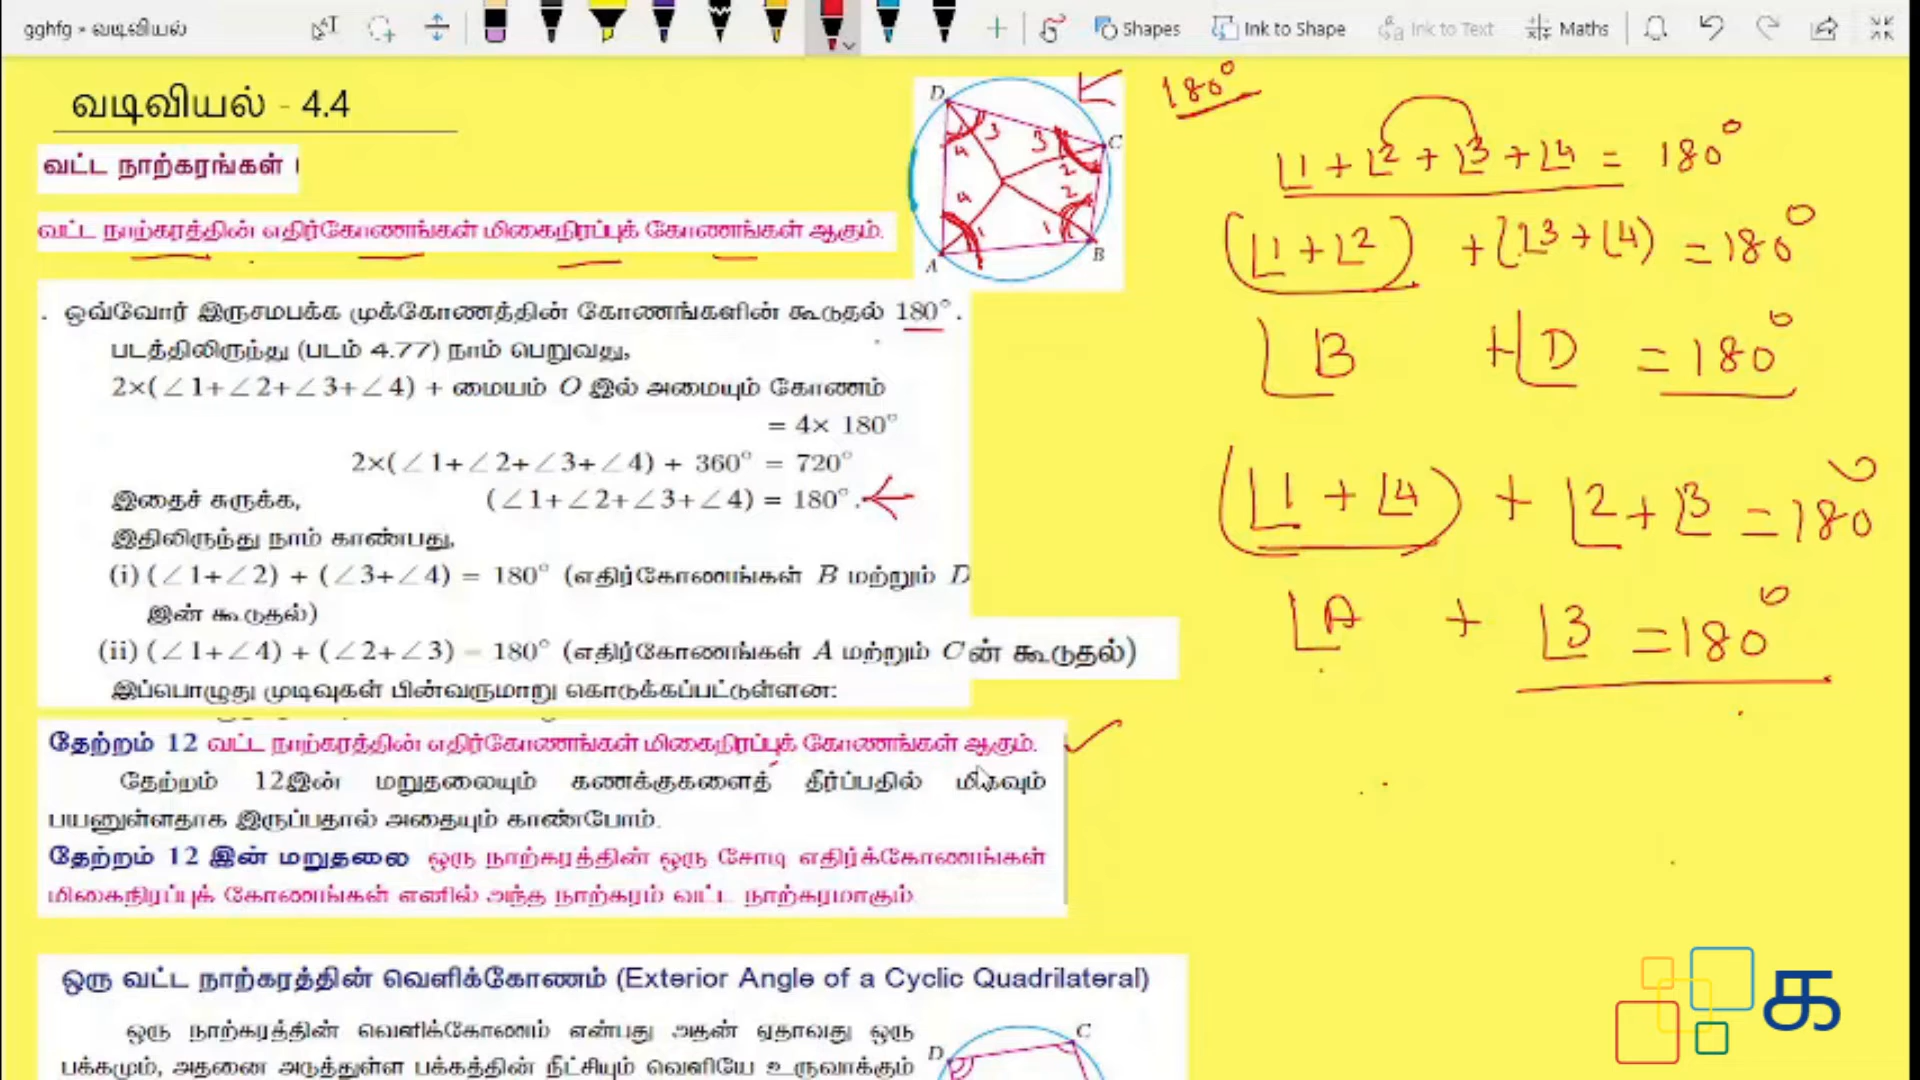 gghfg - வடிவியல்
Shapes
Ink to Shape
Ink to Text
Maths
வடிவியல் - 4.4
வட்ட நாற்கரங்கள்
வட்ட நாற்கரத்தின் எதிர்கோணங்கள் மிகைநிரப்புக் கோணங்கள் ஆகும்.
ஒவ்வோர் இருசமபக்க முக்கோணத்தின் கோணங்களின் கூடுதல் 180°.
படத்திலிருந்து (படம் 4.77) நாம் பெறுவது,
2×(∠1+∠2+∠3+∠4) + மையம் O இல் அமையும் கோணம்
= 4× 180°
2×(∠1+∠2+∠3+∠4) + 360° = 720°
இதைச் சுருக்க, (∠1+∠2+∠3+∠4) = 180°.
இதிலிருந்து நாம் காண்பது,
(i) (∠1+∠2) + (∠3+∠4) = 180° (எதிர்கோணங்கள் B மற்றும் D
இன் கூடுதல்)
(ii) (∠1+∠4) + (∠2+∠3) = 180° (எதிர்கோணங்கள் A மற்றும் C ன் கூடுதல்)
இப்பொழுது முடிவுகள் பின்வருமாறு கொடுக்கப்பட்டுள்ளன:
தேற்றம் 12 வட்ட நாற்கரத்தின் எதிர்கோணங்கள் மிகைநிரப்புக் கோணங்கள் ஆகும்.
தேற்றம் 12இன் மறுதலையும் கணக்குகளைத் தீர்ப்பதில் மிகவும்
பயனுள்ளதாக இருப்பதால் அதையும் காண்போம்.
தேற்றம் 12 இன் மறுதலை ஒரு நாற்கரத்தின் ஒரு சோடி எதிர்க்கோணங்கள்
மிகைநிரப்புக் கோணங்கள் எனில் அந்த நாற்கரம் வட்ட நாற்கரமாகும்
ஒரு வட்ட நாற்கரத்தின் வெளிக்கோணம் (Exterior Angle of a Cyclic Quadrilateral)
ஒரு நாற்கரத்தின் வெளிக்கோணம் என்பது அதன் ஏதாவது ஒரு
பக்கமும், அதனை அடுத்துள்ள பக்கத்தின் நீட்சியும் வெளியே உருவாக்கும்
D
C
D
3
3
C
4
2
4
2
1
1
A
B
180°
∠1 + ∠2 + ∠3 + ∠4 = 180°
(∠1 + ∠2) + (∠3 + ∠4) = 180°
∠B + ∠D = 180°
(∠1 + ∠4) + ∠2 + ∠3 = 180°
∠A + ∠3 = 180°
க